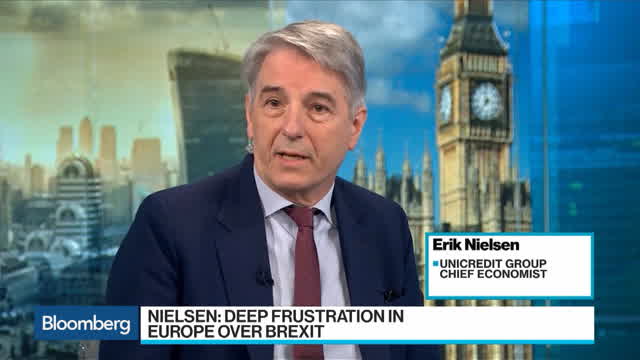 Erik Nielsen
UNICREDIT GROUP
CHIEF ECONOMIST
Bloomberg
NIELSEN: DEEP FRUSTRATION IN
EUROPE OVER BREXIT